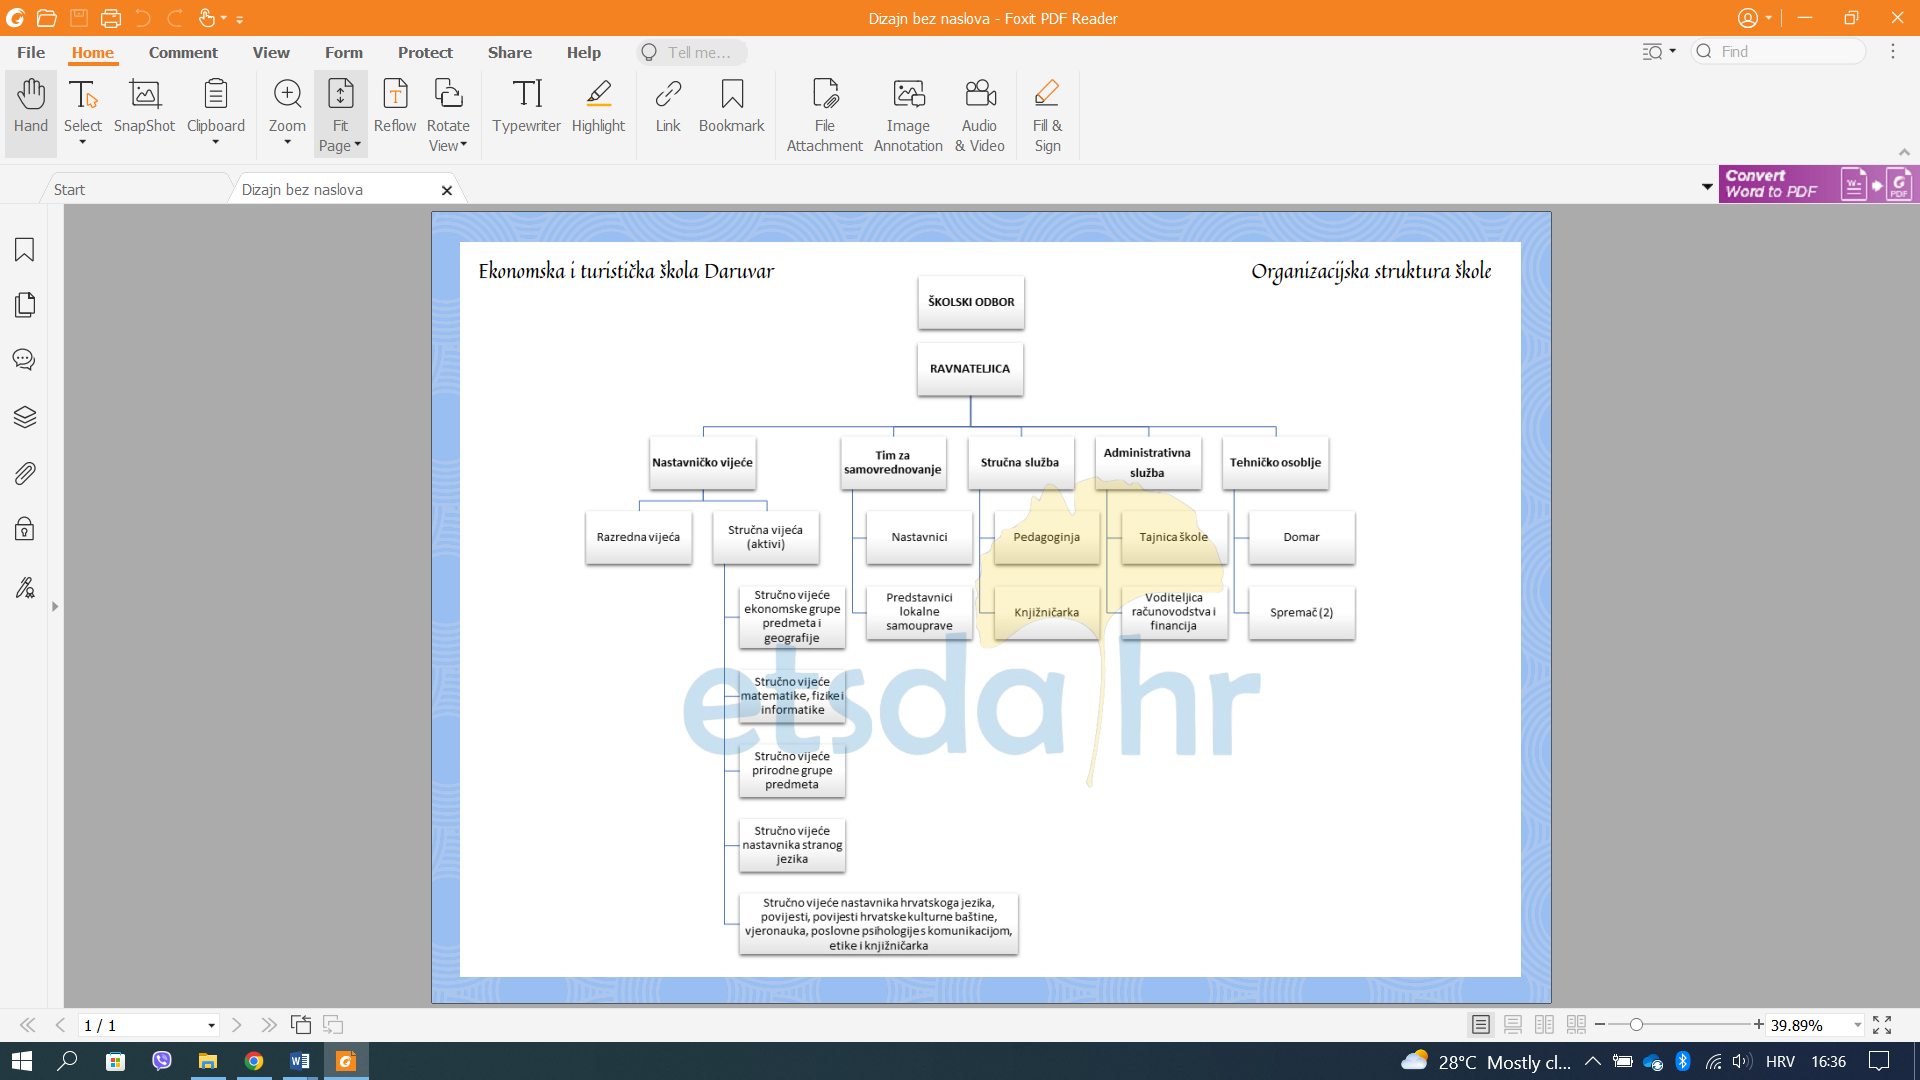 Dizajn bez naslova - Foxit PDF Reader
File Home Comment View Form Protect Share Help Tell me... Find
Hand Select SnapShot Clipboard Zoom Fit Page Reflow Rotate View Typewriter Highlight Link Bookmark File Attachment Image Annotation Audio & Video Fill & Sign
Start
Dizajn bez naslova
Convert
Word to PDF
Ekonomska i turistička škola Daruvar
Organizacijska struktura škole
ŠKOLSKI ODBOR
RAVNATELJICA
Nastavničko vijeće
Tim za
samovrednovanje
Stručna služba
Administrativna
služba
Tehničko osoblje
Razredna vijeća
Stručna vijeća
(aktivi)
Nastavnici
Pedagoginja
Tajnica škole
Domar
Stručno vijeće
ekonomske grupe
predmeta i
geografije
Predstavnici
lokalne
samouprave
Knjižničarka
Voditeljica
računovodstva i
financija
Spremač (2)
Stručno vijeće
matematike, fizike i
informatike
etsda hr
Stručno vijeće
prirodne grupe
predmeta
Stručno vijeće
nastavnika stranog
jezika
Stručno vijeće nastavnika hrvatskoga jezika,
povijesti, povijesti hrvatske kulturne baštine,
vjeronauka, poslovne psihologije s komunikacijom,
etike i knjižničarka
1 / 1
39.89%
28°C Mostly cl... HRV 16:36